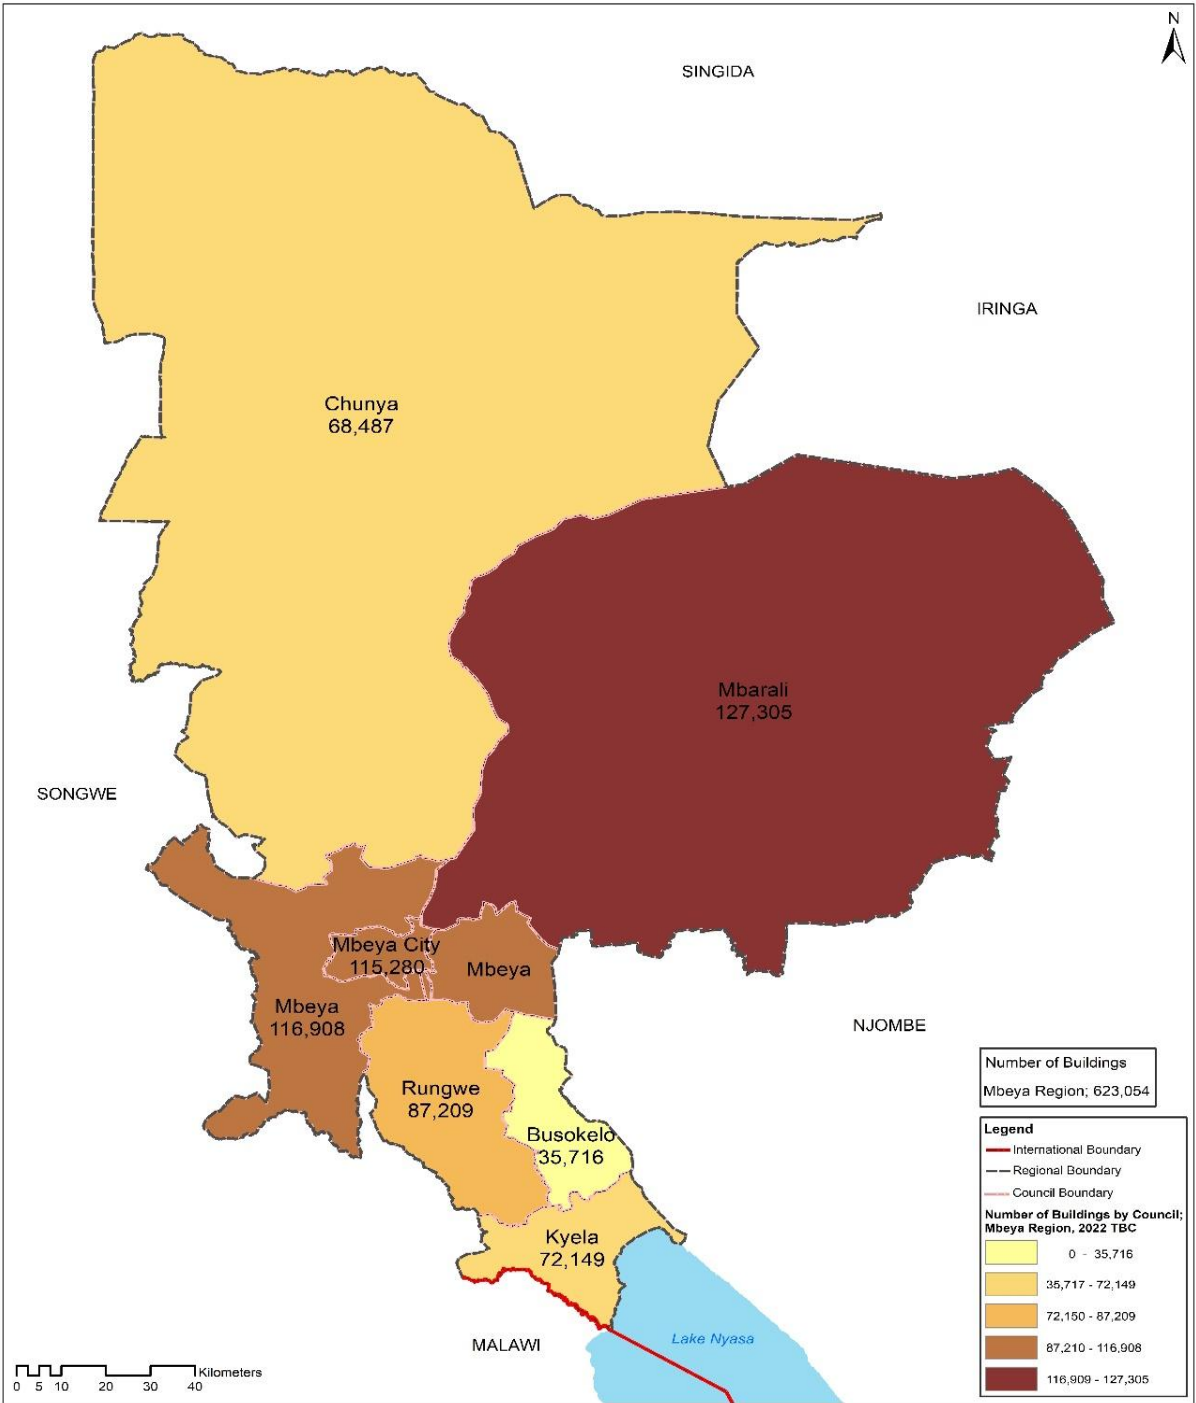 N
SINGIDA
IRINGA
Chunya
68,487
Mbarali
127,305
SONGWE
Mbeya City
115,280
Mbeya
Mbeya
116,908
NJOMBE
Rungwe
87,209
Busokelo
35,716
Kyela
72,149
MALAWI
Lake Nyasa
Kilometers
0 5 10 20 30 40
Number of Buildings
Mbeya Region; 623,054
Legend
International Boundary
Regional Boundary
Council Boundary
Number of Buildings by Council;
Mbeya Region, 2022 TBC
0 - 35,716
35,717 - 72,149
72,150 - 87,209
87,210 - 116,908
116,909 - 127,305